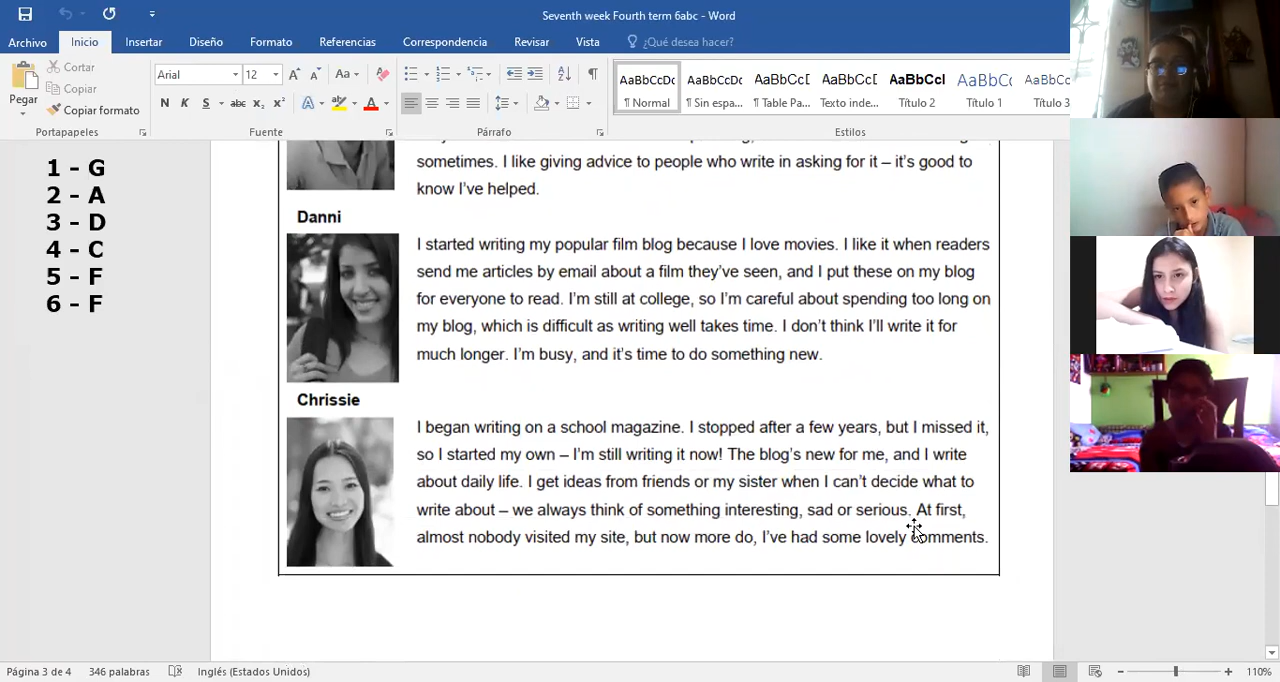 Seventh week Fourth term 6abc - Word
Archivo Inicio Insertar Diseño Formato Referencias Correspondencia Revisar Vista ¿Qué desea hacer?
Pegar
Cortar
Copiar
Copiar formato
Portapapeles
Arial 12 Aa
N K S abc x₂ x² A A
Fuente
Párrafo
AaBbCcDc AaBbCcDc AaBbCcD AaBbCcD AaBbCcI AaBbC AaBbCc
¶ Normal ¶ Sin espa... ¶ Table Pa... Texto inde... Título 2 Título 1 Título 3
Estilos
1 - G
2 - A
3 - D
4 - C
5 - F
6 - F
sometimes. I like giving advice to people who write in asking for it – it's good to
know I've helped.
Danni
I started writing my popular film blog because I love movies. I like it when readers
send me articles by email about a film they've seen, and I put these on my blog
for everyone to read. I'm still at college, so I'm careful about spending too long on
my blog, which is difficult as writing well takes time. I don't think I'll write it for
much longer. I'm busy, and it's time to do something new.
Chrissie
I began writing on a school magazine. I stopped after a few years, but I missed it,
so I started my own – I'm still writing it now! The blog's new for me, and I write
about daily life. I get ideas from friends or my sister when I can't decide what to
write about – we always think of something interesting, sad or serious. At first,
almost nobody visited my site, but now more do, I've had some lovely comments.
Página 3 de 4 346 palabras Inglés (Estados Unidos) 110%